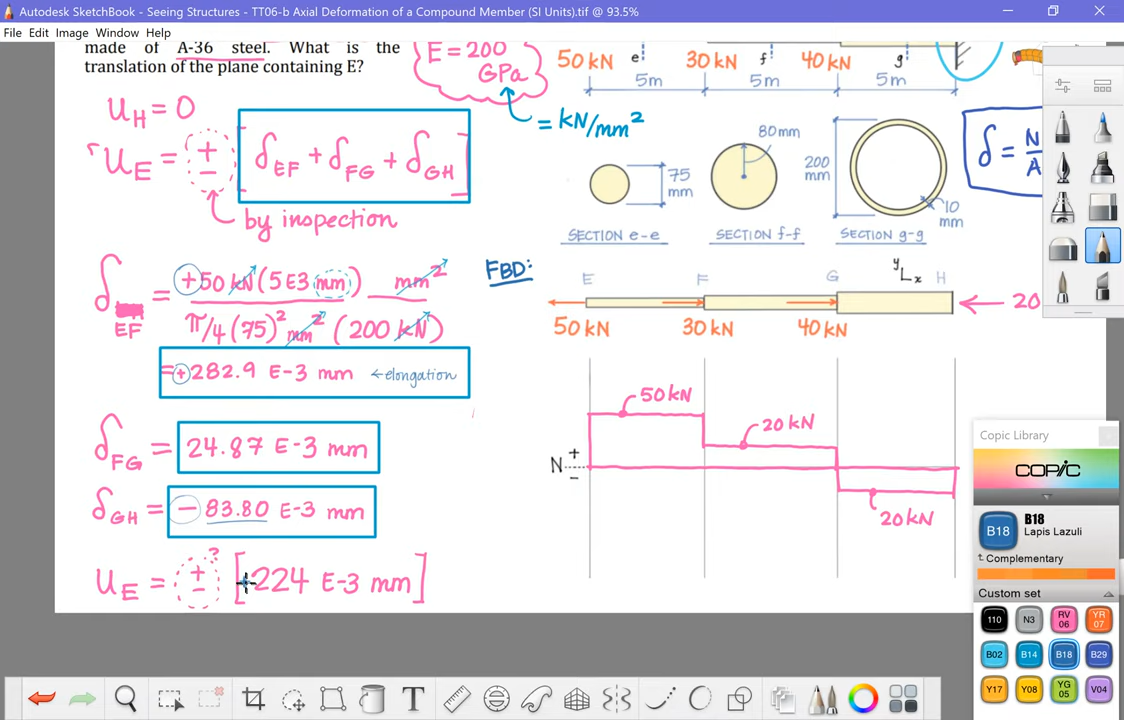 Autodesk SketchBook - Seeing Structures - TT06-b Axial Deformation of a Compound Member (SI Units).tif @ 93.5%
File Edit Image Window Help
made of A-36 steel. What is the
translation of the plane containing E?
E = 200
GPa
= kN/mm²
50 kN e 30 kN f 40 kN g
5m 5m 5m
u_H = 0
u_E = ± [δ_EF + δ_FG + δ_GH]
by inspection
80mm
75
mm
200
mm
10
mm
SECTION e-e SECTION f-f SECTION g-g
δ = N
A
δ_EF = +50 kN (5E3 mm) mm²
π/4 (75)² mm² (200 kN)
= +282.9 E-3 mm ← elongation
δ_FG = 24.87 E-3 mm
δ_GH = - 83.80 E-3 mm
u_E = ± ? [+224 E-3 mm]
FBD:
E F G y x H
50 kN 30 kN 40 kN 20
50 kN
20 kN
N + -
20 kN
Copic Library
COPIC
B18 B18
Lapis Lazuli
Complementary
Custom set
110 N3 RV 06 YR 07
B02 B14 B18 B29
Y17 Y08 YG 05 V04
T